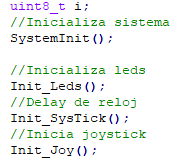 uint8_t i;
//Inicializa sistema
SystemInit();
//Inicializa leds
Init_Leds();
//Delay de reloj
Init_SysTick();
//Inicia joystick
Init_Joy();